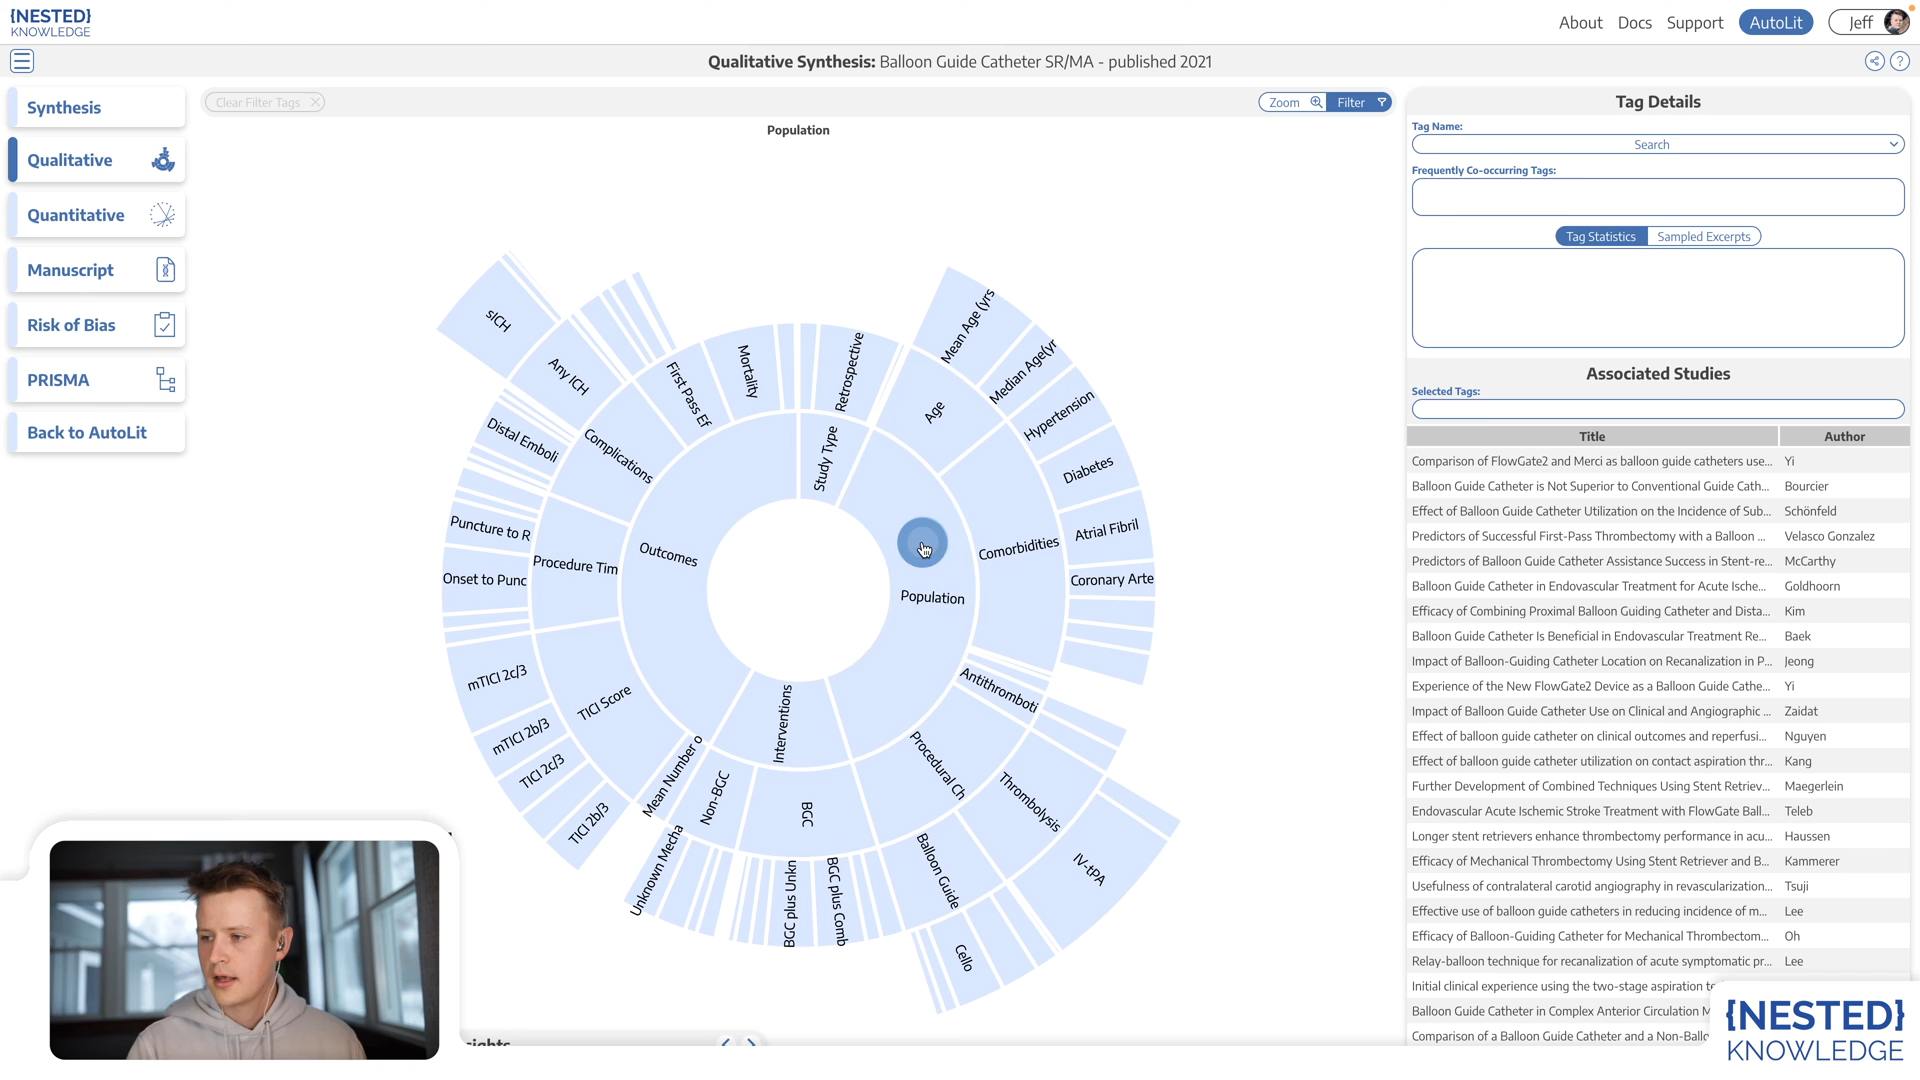 {NESTED}
KNOWLEDGE
About
Docs
Support
AutoLit
Jeff
Qualitative Synthesis: Balloon Guide Catheter SR/MA - published 2021
Synthesis
Qualitative
Quantitative
Manuscript
Risk of Bias
PRISMA
Back to AutoLit
Clear Filter Tags
Zoom
Filter
Population
sICH
Any ICH
First Pass Ef
Mortality
Retrospective
Mean Age (yrs
Median Age(yr
Age
Hypertension
Diabetes
Atrial Fibril
Coronary Arte
Comorbidities
Study Type
Complications
Distal Emboli
Puncture to R
Onset to Punc
Procedure Tim
Outcomes
Population
Antithromboti
Procedural Ch
Thrombolysis
IV-tPA
Balloon Guide
Cello
Interventions
BGC
BGC plus Comb
BGC plus Unkn
Non-BGC
Unknown Mecha
Mean Number o
TICI Score
mTICI 2c/3
mTICI 2b/3
TICI 2c/3
TICI 2b/3
Tag Details
Tag Name:
Search
Frequently Co-occurring Tags:
Tag Statistics
Sampled Excerpts
Associated Studies
Selected Tags:
Title Author
Comparison of FlowGate2 and Merci as balloon guide catheters use... Yi
Balloon Guide Catheter is Not Superior to Conventional Guide Cath... Bourcier
Effect of Balloon Guide Catheter Utilization on the Incidence of Sub... Schönfeld
Predictors of Successful First-Pass Thrombectomy with a Balloon ... Velasco Gonzalez
Predictors of Balloon Guide Catheter Assistance Success in Stent-re... McCarthy
Balloon Guide Catheter in Endovascular Treatment for Acute Ische... Goldhoorn
Efficacy of Combining Proximal Balloon Guiding Catheter and Dista... Kim
Balloon Guide Catheter Is Beneficial in Endovascular Treatment Re... Baek
Impact of Balloon-Guiding Catheter Location on Recanalization in P... Jeong
Experience of the New FlowGate2 Device as a Balloon Guide Cathe... Yi
Impact of Balloon Guide Catheter Use on Clinical and Angiographic ... Zaidat
Effect of balloon guide catheter on clinical outcomes and reperfusi... Nguyen
Effect of balloon guide catheter utilization on contact aspiration thr... Kang
Further Development of Combined Techniques Using Stent Retriev... Maegerlein
Endovascular Acute Ischemic Stroke Treatment with FlowGate Ball... Teleb
Longer stent retrievers enhance thrombectomy performance in acu... Haussen
Efficacy of Mechanical Thrombectomy Using Stent Retriever and B... Kammerer
Usefulness of contralateral carotid angiography in revascularization... Tsuji
Effective use of balloon guide catheters in reducing incidence of m... Lee
Efficacy of Balloon-Guiding Catheter for Mechanical Thrombectom... Oh
Relay-balloon technique for recanalization of acute symptomatic pr... Lee
Initial clinical experience using the two-stage aspiration te
Balloon Guide Catheter in Complex Anterior Circulation M
Comparison of a Balloon Guide Catheter and a Non-Ballo
{NESTED}
KNOWLEDGE